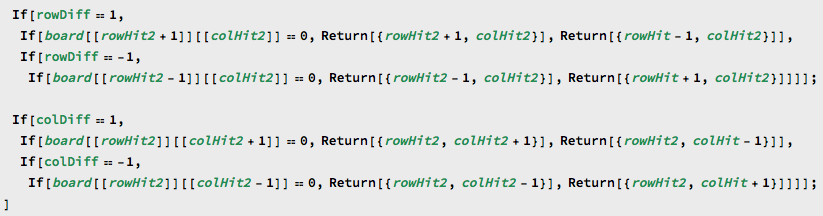 If[rowDiff == 1,
If[board[[rowHit2 + 1]][[colHit2]] == 0, Return[{rowHit2 + 1, colHit2}], Return[{rowHit - 1, colHit2}]],
If[rowDiff == -1,
If[board[[rowHit2 - 1]][[colHit2]] == 0, Return[{rowHit2 - 1, colHit2}], Return[{rowHit + 1, colHit2}]]]];
If[colDiff == 1,
If[board[[rowHit2]][[colHit2 + 1]] == 0, Return[{rowHit2, colHit2 + 1}], Return[{rowHit2, colHit - 1}]],
If[colDiff == -1,
If[board[[rowHit2]][[colHit2 - 1]] == 0, Return[{rowHit2, colHit2 - 1}], Return[{rowHit2, colHit + 1}]]]];
]